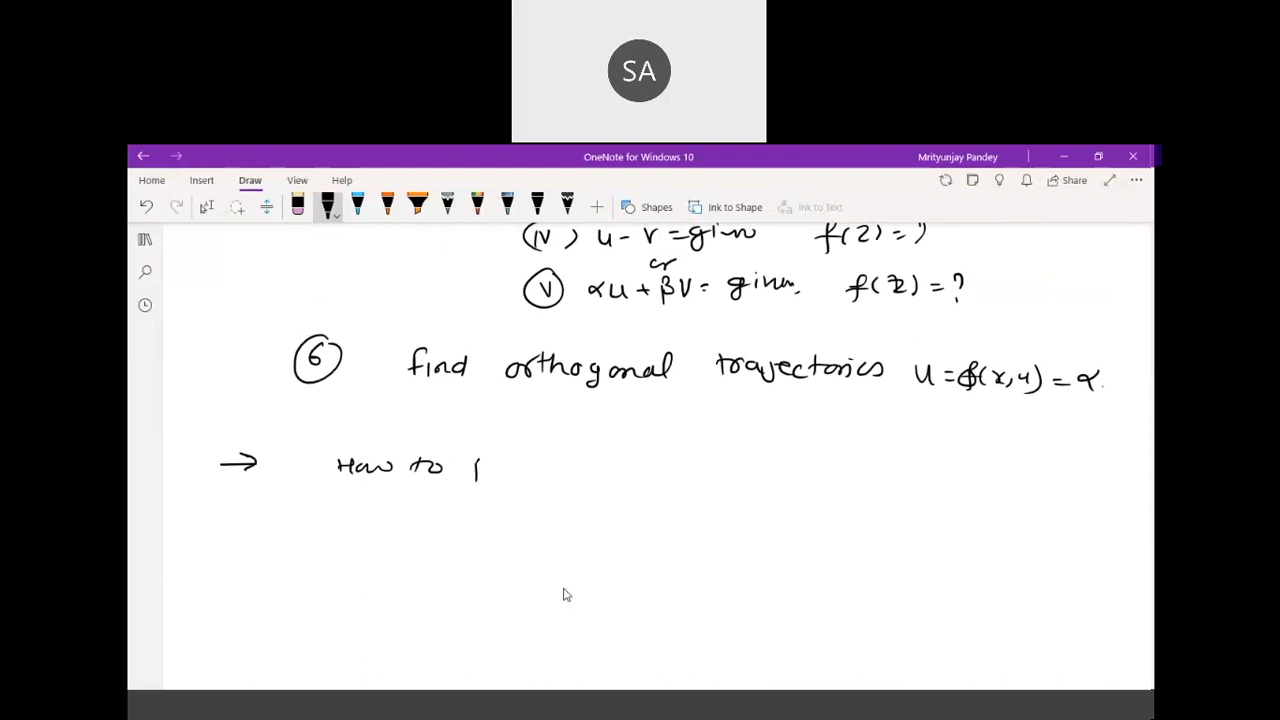 SA
OneNote for Windows 10
Mrityunjay Pandey
Home Insert Draw View Help
Share
Shapes Ink to Shape Ink to Text
(IV) u - v = given f(z) = ?
or
(V) αu + βv = given, f(z) = ?
(6) find orthogonal trajectories u = f(x,y) = α.
→ How to